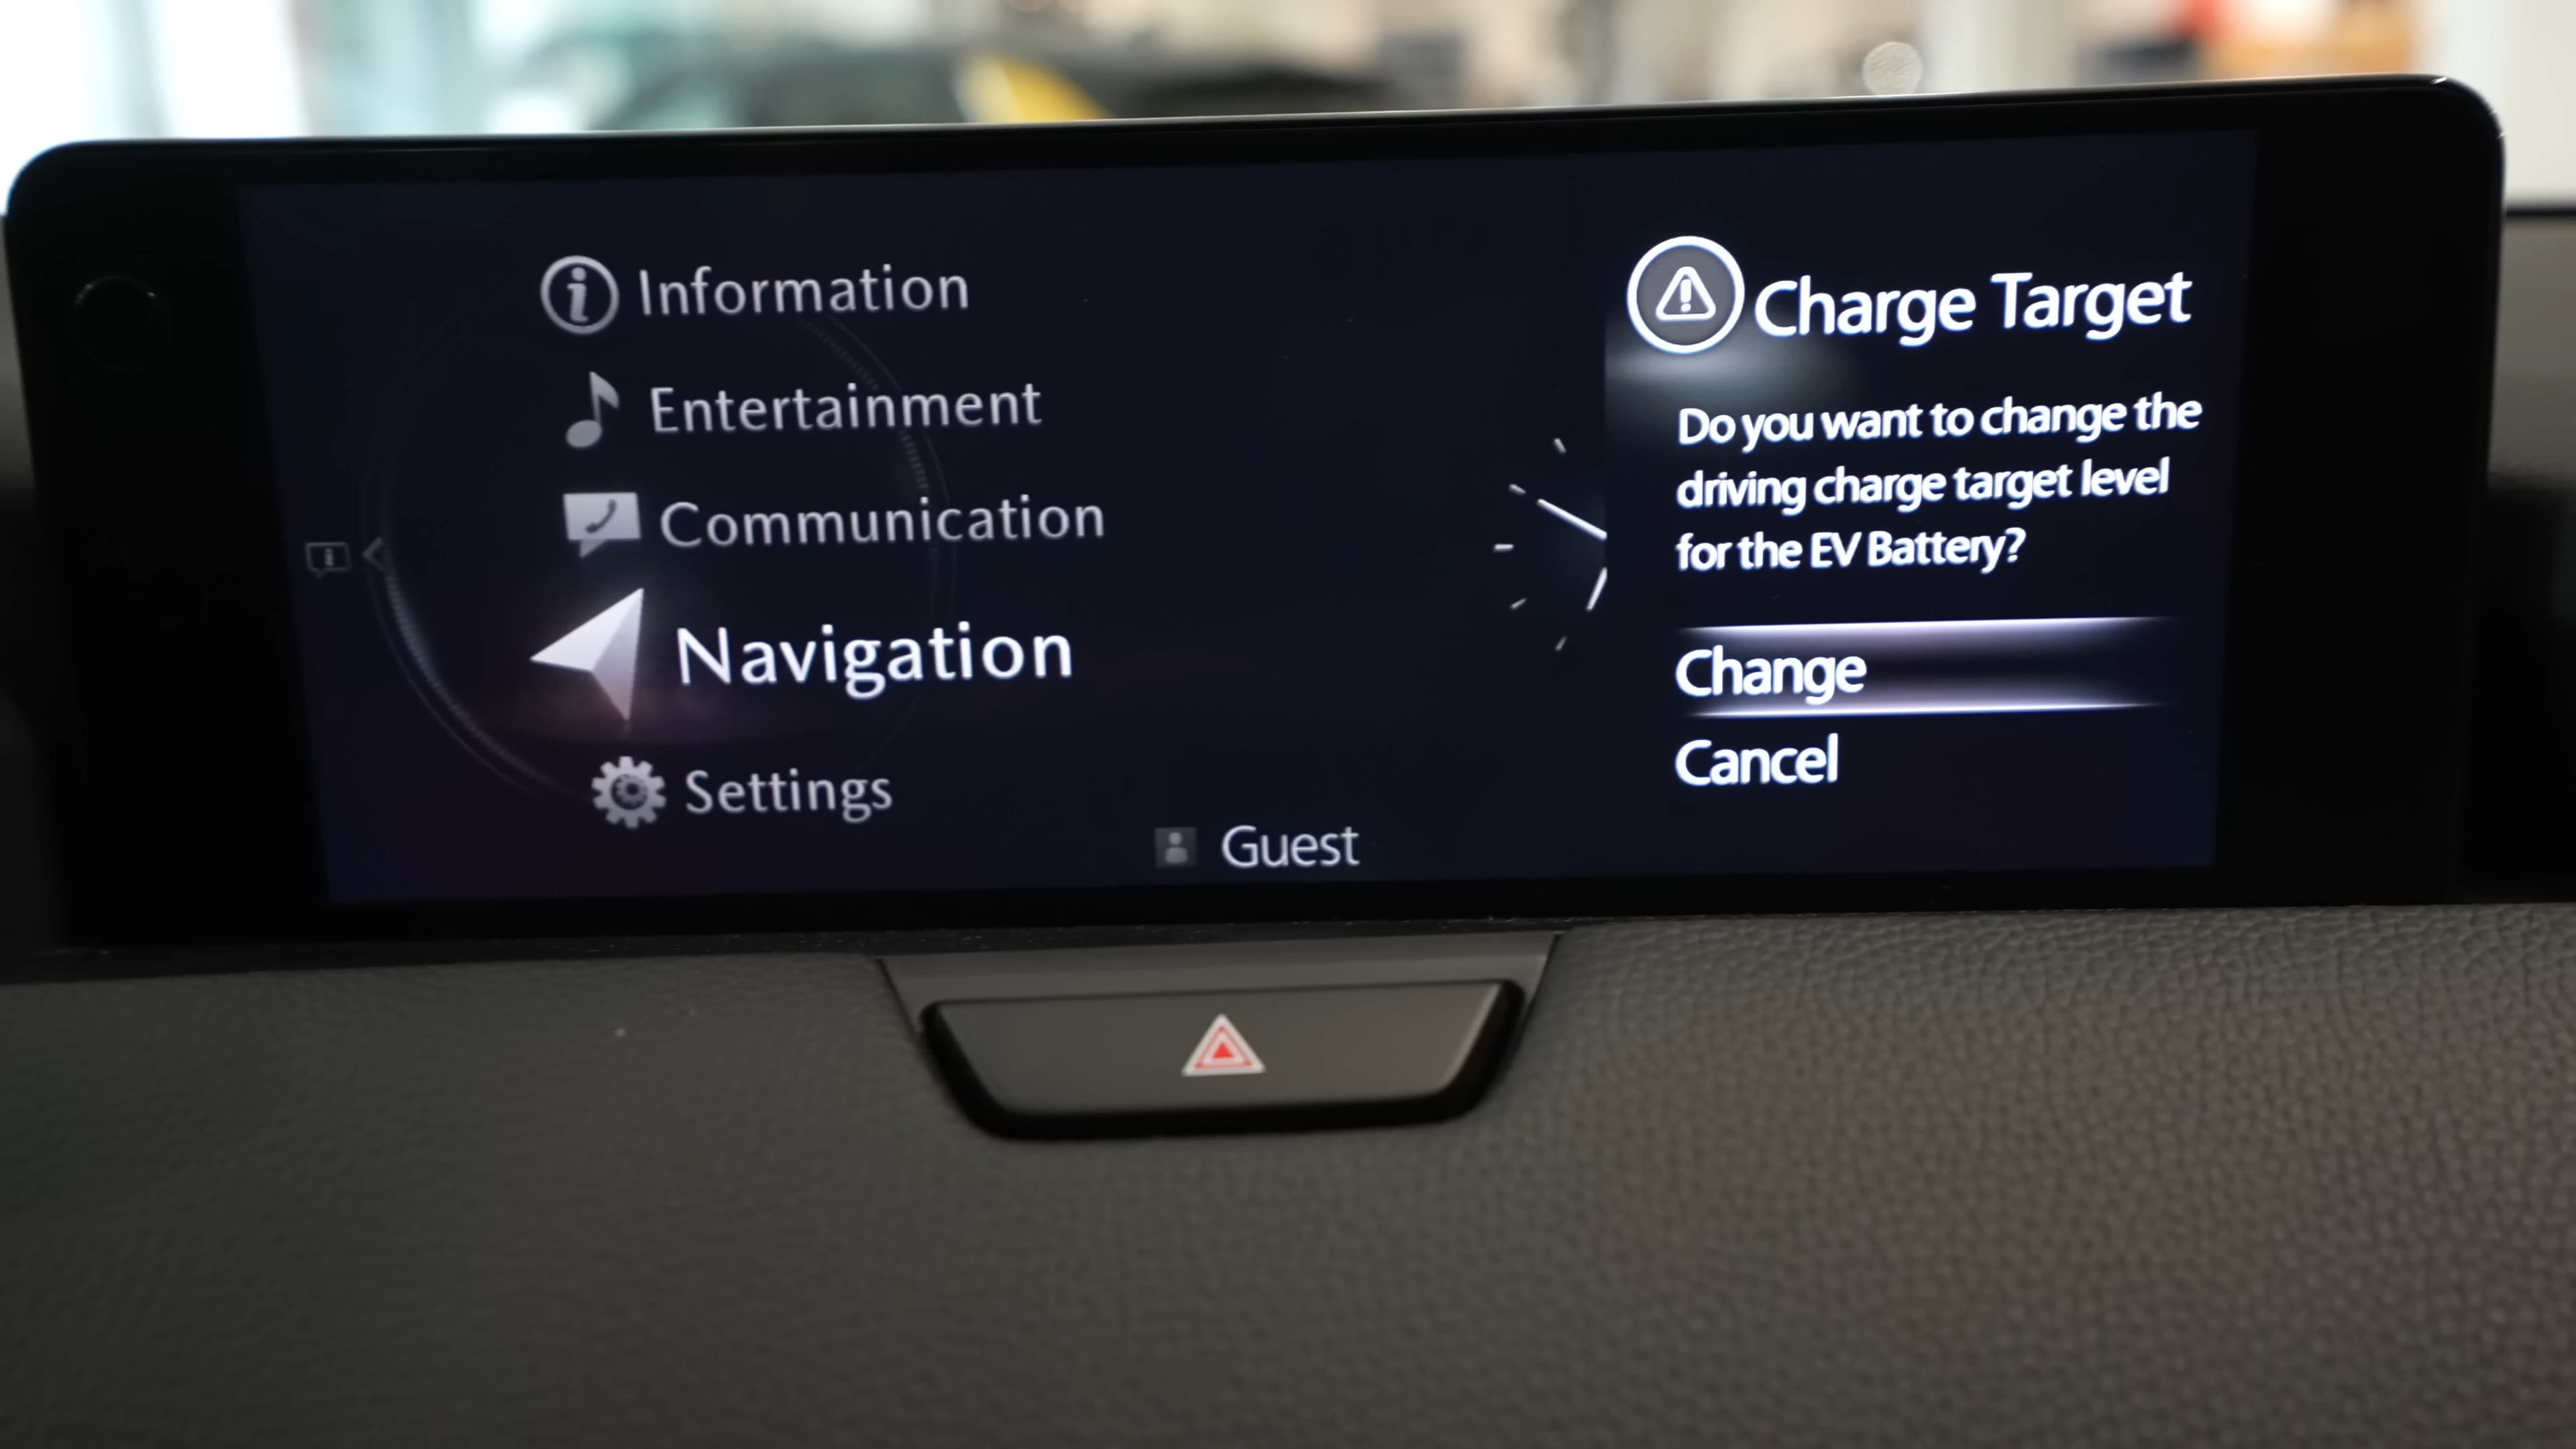 Information
Entertainment
Communication
Navigation
Settings
Guest
Charge Target
Do you want to change the
driving charge target level
for the EV Battery?
Change
Cancel